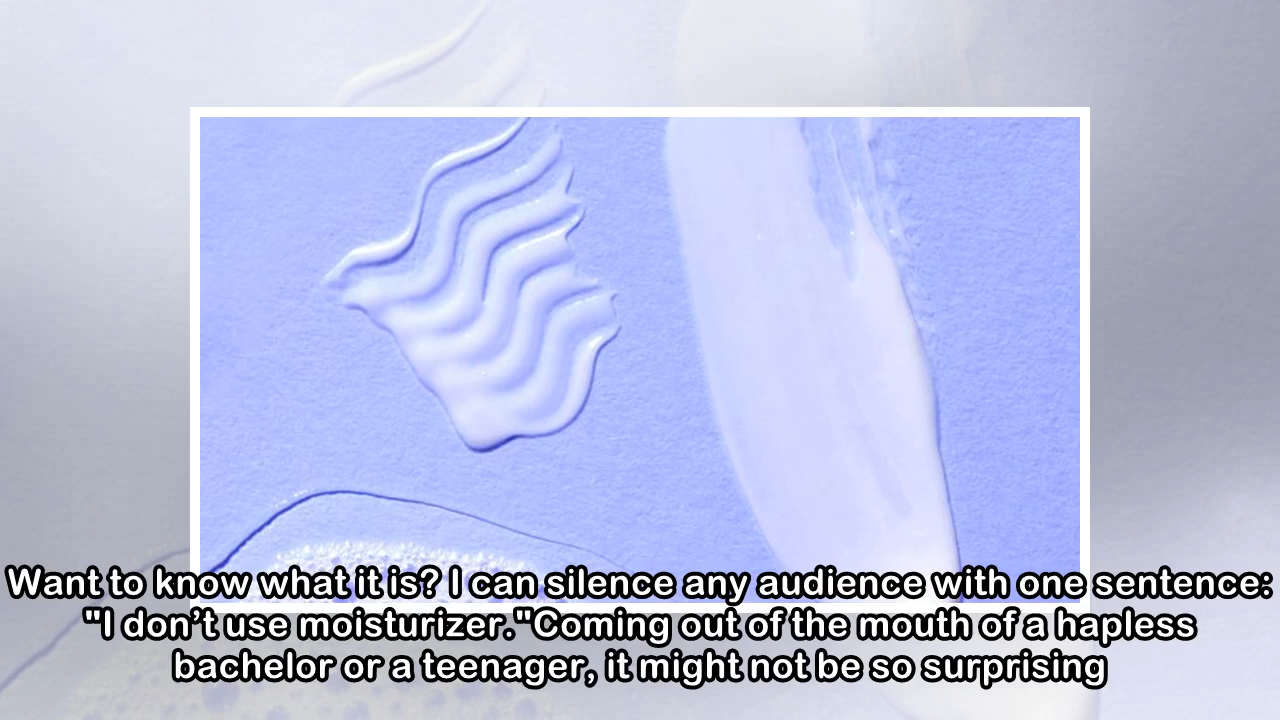 Want to know what it is? I can silence any audience with one sentence:
"I don’t use moisturizer."Coming out of the mouth of a hapless
bachelor or a teenager, it might not be so surprising